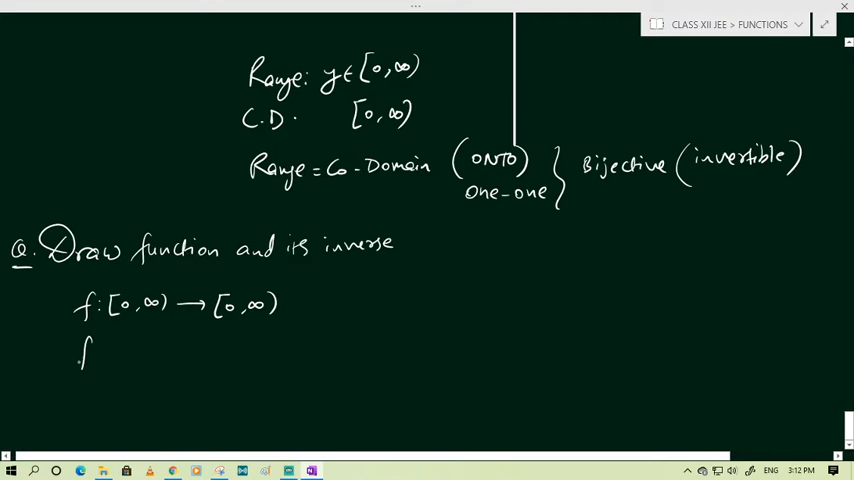 CLASS XII JEE > FUNCTIONS
Range: y ∈ [0, ∞)
C.D. [0, ∞)
Range = Co-Domain (ONTO) } Bijective (invertible)
One-one
Q. Draw function and its inverse
f: [0, ∞) → [0, ∞)
f
ENG 3:12 PM